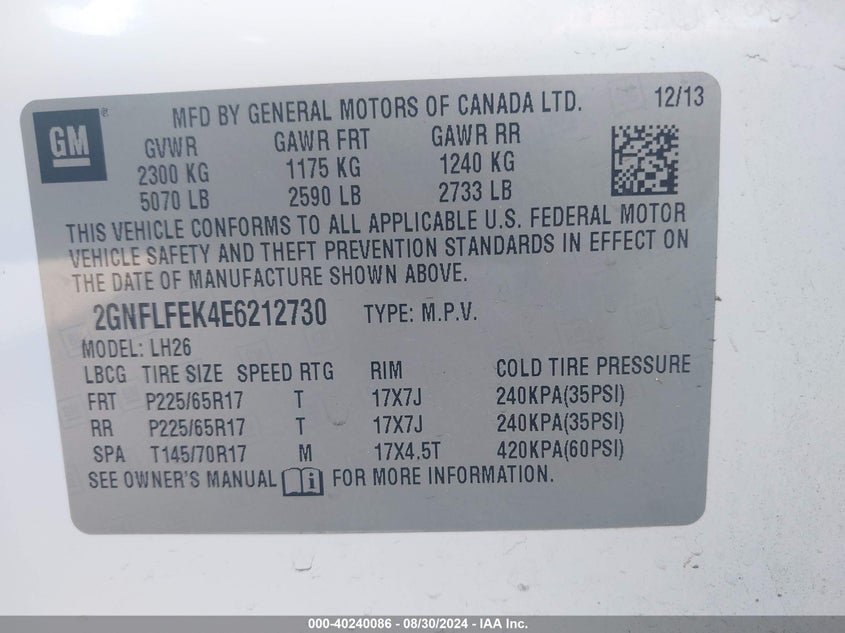 GM
®
MFD BY GENERAL MOTORS OF CANADA LTD. 12/13
GVWR GAWR FRT GAWR RR
2300 KG 1175 KG 1240 KG
5070 LB 2590 LB 2733 LB
THIS VEHICLE CONFORMS TO ALL APPLICABLE U.S. FEDERAL MOTOR
VEHICLE SAFETY AND THEFT PREVENTION STANDARDS IN EFFECT ON
THE DATE OF MANUFACTURE SHOWN ABOVE.
2GNFLFEK4E6212730 TYPE: M.P.V.
MODEL: LH26
LBCG TIRE SIZE SPEED RTG RIM COLD TIRE PRESSURE
FRT P225/65R17 T 17X7J 240KPA(35PSI)
RR P225/65R17 T 17X7J 240KPA(35PSI)
SPA T145/70R17 M 17X4.5T 420KPA(60PSI)
SEE OWNER'S MANUAL i FOR MORE INFORMATION.
000-40240086 - 08/30/2024 - IAA Inc.